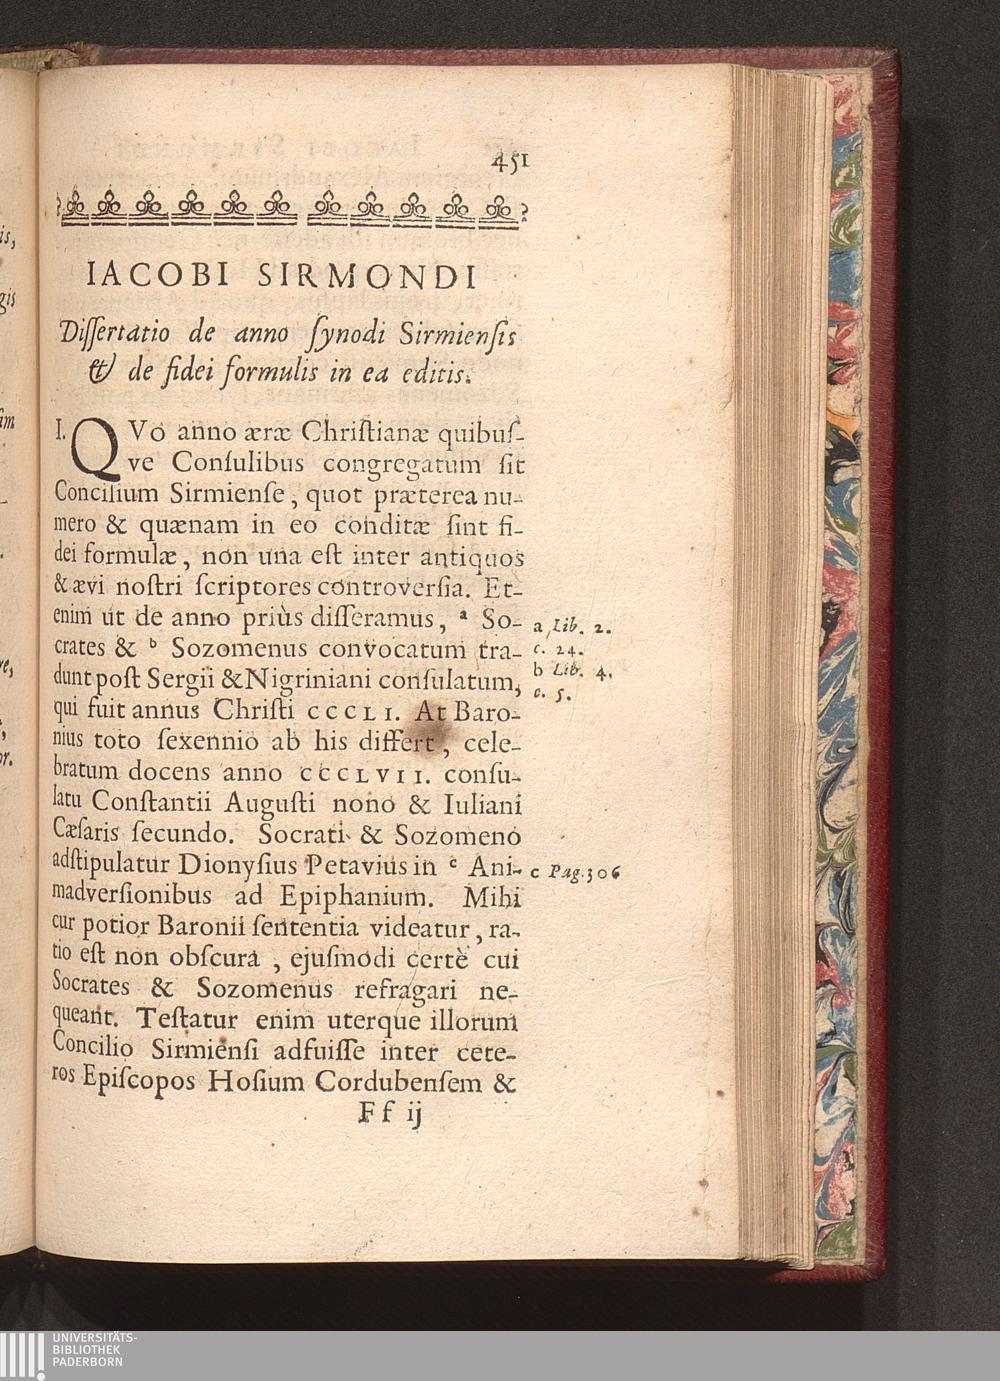 451
IACOBI SIRMONDI
Dissertatio de anno synodi Sirmiensis
& de fidei formulis in ea editis.
I. QVo anno æræ Christianæ quibus-
ve Consulibus congregatum sit
Concilium Sirmiense, quot præterea nu-
mero & quænam in eo conditæ sint fi-
dei formulæ, non una est inter antiquos
& ævi nostri scriptores controversia. Et-
enim ut de anno priùs disseramus, a So-
crates & b Sozomenus convocatum tra-
dunt post Sergii & Nigriniani consulatum,
qui fuit annus Christi CCCLI. At Baro-
nius toto sexennio ab his differt, cele-
bratum docens anno CCCLVII. consu-
latu Constantii Augusti nono & Iuliani
Cæsaris secundo. Socrati & Sozomeno
adstipulatur Dionysius Petavius in c Ani-
madversionibus ad Epiphanium. Mihi
cur potior Baronii sententia videatur, ra-
tio est non obscura, ejusmodi certè cui
Socrates & Sozomenus refragari ne-
queant. Testatur enim uterque illorum
Concilio Sirmiensi adfuisse inter cete-
ros Episcopos Hosium Cordubensem &
Ff ij
a Lib. 2.
c. 24.
b Lib. 4.
c. 5.
c Pag. 306
is,
gis
re,
or.
UNIVERSITÄTS-
BIBLIOTHEK
PADERBORN